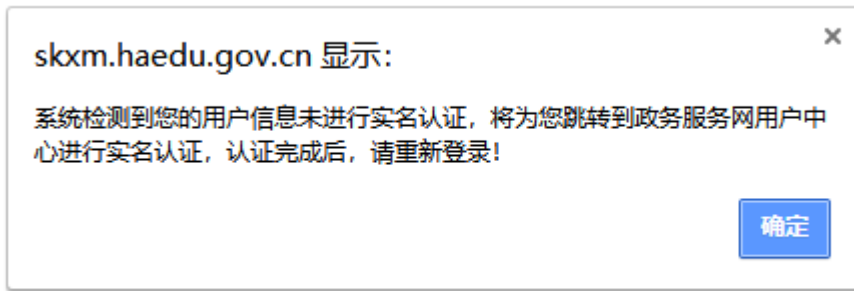 skxm.haedu.gov.cn 显示：
系统检测到您的用户信息未进行实名认证，将为您跳转到政务服务网用户中
心进行实名认证，认证完成后，请重新登录！
确定